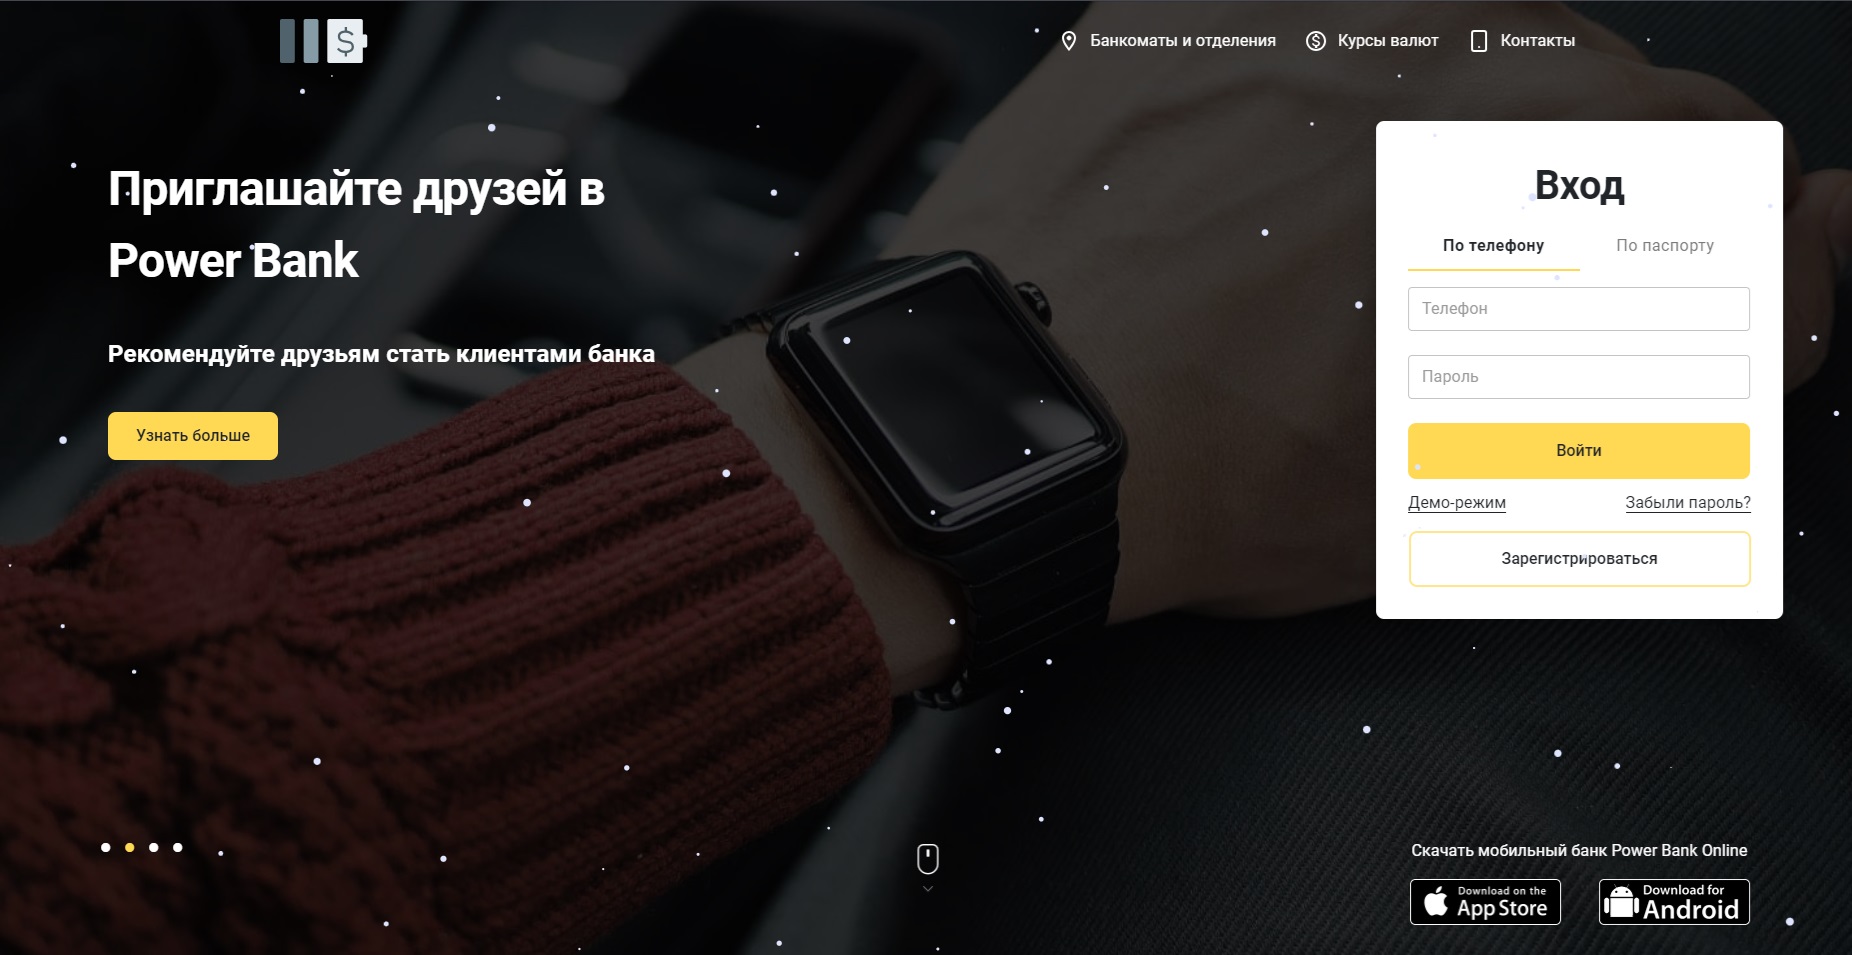 Банкоматы и отделения
Курсы валют
Контакты
Приглашайте друзей в
Power Bank
Рекомендуйте друзьям стать клиентами банка
Узнать больше
Вход
По телефону
По паспорту
Телефон
Пароль
Войти
Демо-режим
Забыли пароль?
Зарегистрироваться
Скачать мобильный банк Power Bank Online
Download on the
App Store
Download for
Android